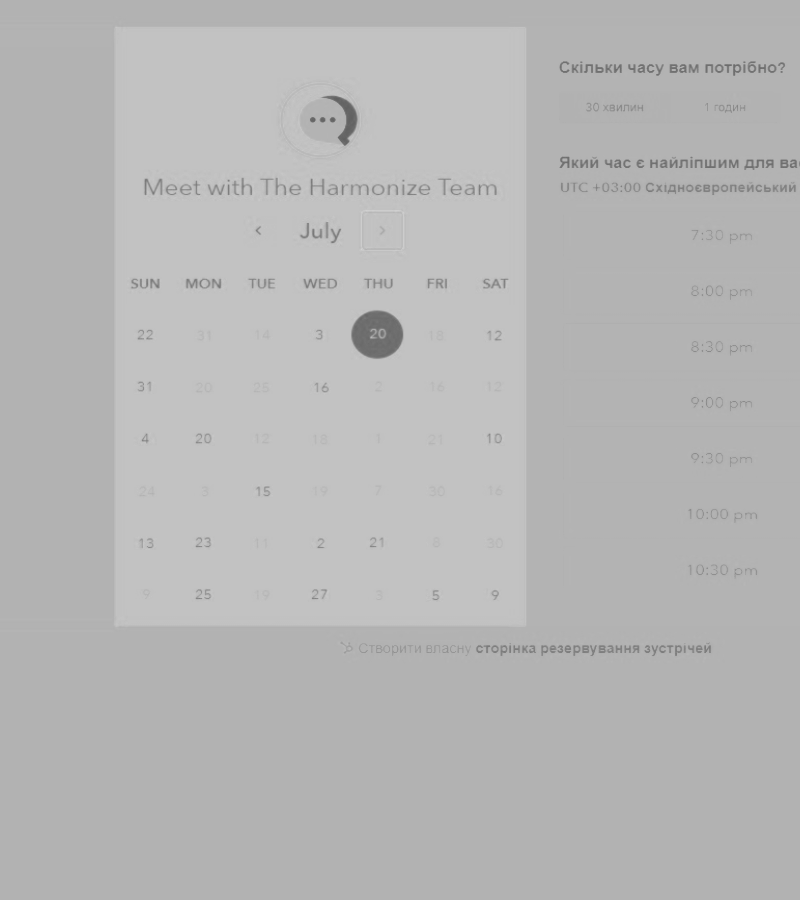 Meet with The Harmonize Team
July
SUN MON TUE WED THU FRI SAT
22 31 14 3 20 18 12
31 20 25 16 2 16 12
4 20 12 18 1 21 10
24 3 15 19 7 30 16
13 23 11 2 21 8 30
9 25 19 27 3 5 9
Скільки часу вам потрібно?
30 хвилин 1 годин
Який час є найліпшим для
UTC +03:00 Східноєвропейський
7:30 pm
8:00 pm
8:30 pm
9:00 pm
9:30 pm
10:00 pm
10:30 pm
Створити власну сторінка резервування зустрічей